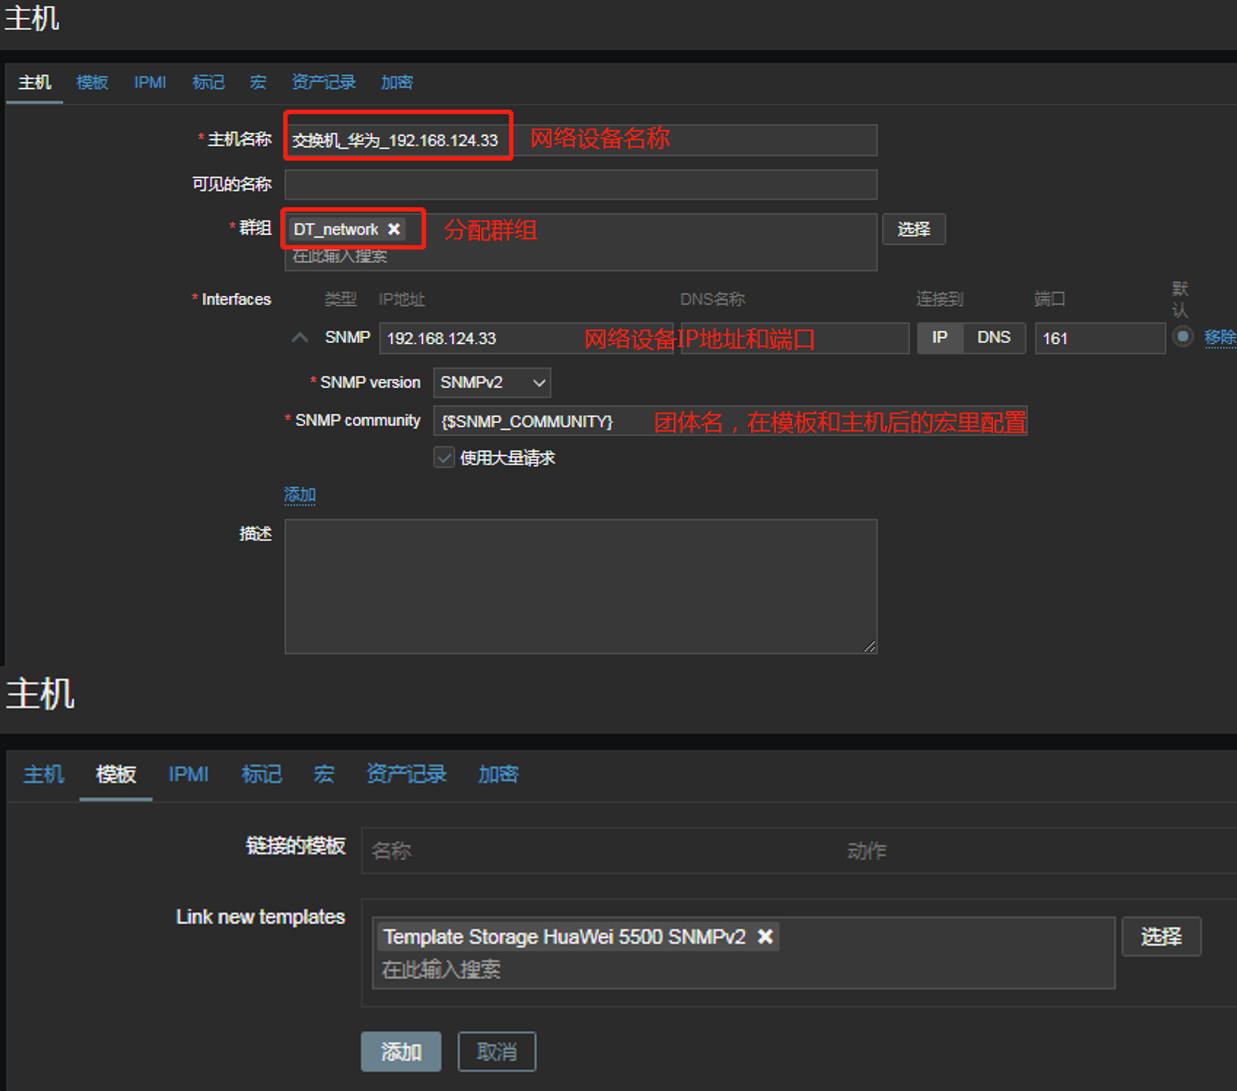 主机
主机 模板 IPMI 标记 宏 资产记录 加密
* 主机名称 交换机_华为_192.168.124.33 网络设备名称
可见的名称
* 群组 DT_network ✖ 分配群组 选择
在此输入搜索
* Interfaces 类型 IP地址 DNS名称 连接到 端口 默认
SNMP 192.168.124.33 网络设备IP地址和端口 IP DNS 161 移除
* SNMP version SNMPv2
* SNMP community {$SNMP_COMMUNITY} 团体名，在模板和主机后的宏里配置
使用大量请求
添加
描述
主机
主机 模板 IPMI 标记 宏 资产记录 加密
链接的模板 名称 动作
Link new templates
Template Storage HuaWei 5500 SNMPv2 ✖ 选择
在此输入搜索
添加 取消